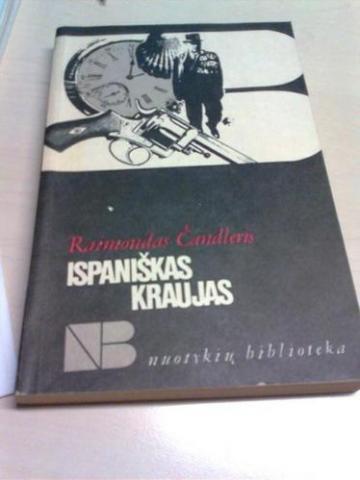 Raimondas Čandleris
ISPANIŠKAS
KRAUJAS
NB
nuotykių biblioteka